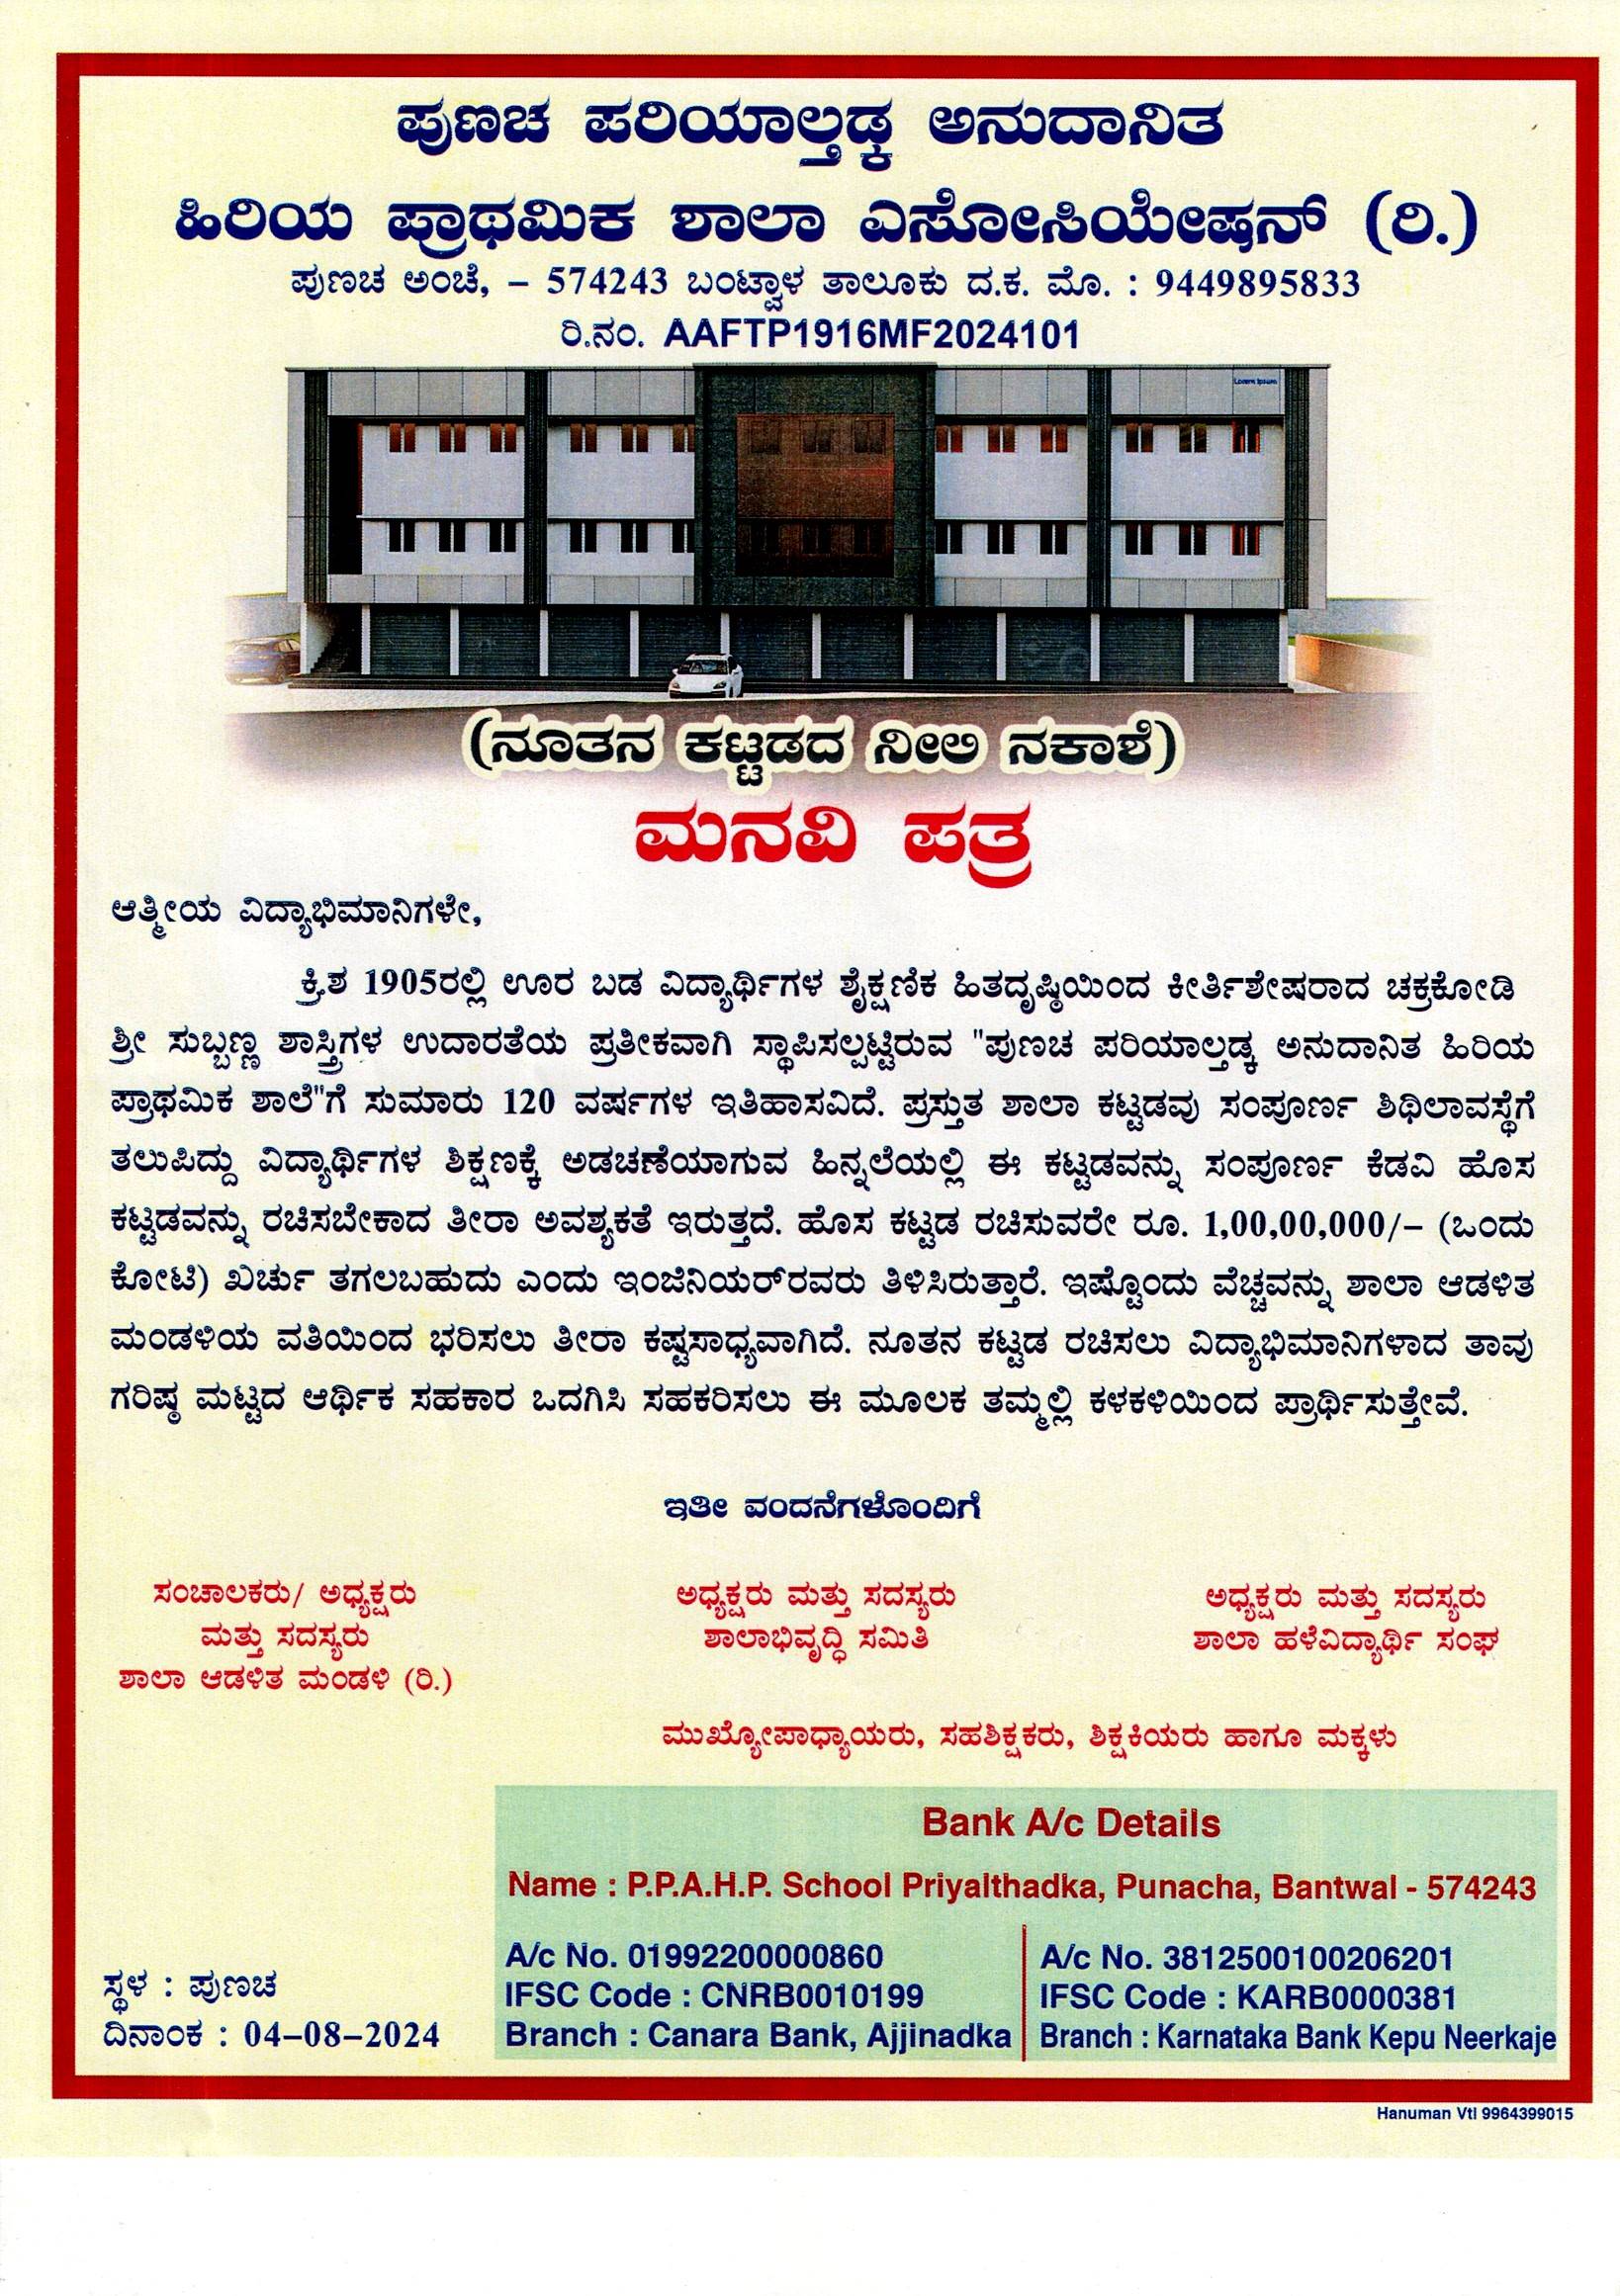 ಪುಣಚ ಪರಿಯಾಲ್ತಡ್ಕ ಅನುದಾನಿತ
ಹಿರಿಯ ಪ್ರಾಥಮಿಕ ಶಾಲಾ ಎಸೋಸಿಯೇಷನ್ (ರಿ.)
ಪುಣಚ ಅಂಚೆ, – 574243 ಬಂಟ್ವಾಳ ತಾಲೂಕು ದ.ಕ. ಮೊ. : 9449895833
ರಿ.ನಂ. AAFTP1916MF2024101
Lorem Ipsum
(ನೂತನ ಕಟ್ಟಡದ ನೀಲಿ ನಕಾಶೆ)
ಮನವಿ ಪತ್ರ
ಆತ್ಮೀಯ ವಿದ್ಯಾಭಿಮಾನಿಗಳೇ,
ಕ್ರಿಶ 1905ರಲ್ಲಿ ಊರ ಬಡ ವಿದ್ಯಾರ್ಥಿಗಳ ಶೈಕ್ಷಣಿಕ ಹಿತದೃಷ್ಠಿಯಿಂದ ಕೀರ್ತಿಶೇಷರಾದ ಚಕ್ರಕೋಡಿ
ಶ್ರೀ ಸುಬ್ಬಣ್ಣ ಶಾಸ್ತ್ರಿಗಳ ಉದಾರತೆಯ ಪ್ರತೀಕವಾಗಿ ಸ್ಥಾಪಿಸಲ್ಪಟ್ಟಿರುವ "ಪುಣಚ ಪರಿಯಾಲ್ತಡ್ಕ ಅನುದಾನಿತ ಹಿರಿಯ
ಪ್ರಾಥಮಿಕ ಶಾಲೆ"ಗೆ ಸುಮಾರು 120 ವರ್ಷಗಳ ಇತಿಹಾಸವಿದೆ. ಪ್ರಸ್ತುತ ಶಾಲಾ ಕಟ್ಟಡವು ಸಂಪೂರ್ಣ ಶಿಥಿಲಾವಸ್ಥೆಗೆ
ತಲುಪಿದ್ದು ವಿದ್ಯಾರ್ಥಿಗಳ ಶಿಕ್ಷಣಕ್ಕೆ ಅಡಚಣೆಯಾಗುವ ಹಿನ್ನಲೆಯಲ್ಲಿ ಈ ಕಟ್ಟಡವನ್ನು ಸಂಪೂರ್ಣ ಕೆಡವಿ ಹೊಸ
ಕಟ್ಟಡವನ್ನು ರಚಿಸಬೇಕಾದ ತೀರಾ ಅವಶ್ಯಕತೆ ಇರುತ್ತದೆ. ಹೊಸ ಕಟ್ಟಡ ರಚಿಸುವರೇ ರೂ. 1,00,00,000/– (ಒಂದು
ಕೋಟಿ) ಖರ್ಚು ತಗಲಬಹುದು ಎಂದು ಇಂಜಿನಿಯರ್‌ರವರು ತಿಳಿಸಿರುತ್ತಾರೆ. ಇಷ್ಟೊಂದು ವೆಚ್ಚವನ್ನು ಶಾಲಾ ಆಡಳಿತ
ಮಂಡಳಿಯ ವತಿಯಿಂದ ಭರಿಸಲು ತೀರಾ ಕಷ್ಟಸಾಧ್ಯವಾಗಿದೆ. ನೂತನ ಕಟ್ಟಡ ರಚಿಸಲು ವಿದ್ಯಾಭಿಮಾನಿಗಳಾದ ತಾವು
ಗರಿಷ್ಠ ಮಟ್ಟದ ಆರ್ಥಿಕ ಸಹಕಾರ ಒದಗಿಸಿ ಸಹಕರಿಸಲು ಈ ಮೂಲಕ ತಮ್ಮಲ್ಲಿ ಕಳಕಳಿಯಿಂದ ಪ್ರಾರ್ಥಿಸುತ್ತೇವೆ.
ಇತೀ ವಂದನೆಗಳೊಂದಿಗೆ
ಸಂಚಾಲಕರು/ ಅಧ್ಯಕ್ಷರು
ಮತ್ತು ಸದಸ್ಯರು
ಶಾಲಾ ಆಡಳಿತ ಮಂಡಳಿ (ರಿ.)
ಅಧ್ಯಕ್ಷರು ಮತ್ತು ಸದಸ್ಯರು
ಶಾಲಾಭಿವೃದ್ಧಿ ಸಮಿತಿ
ಅಧ್ಯಕ್ಷರು ಮತ್ತು ಸದಸ್ಯರು
ಶಾಲಾ ಹಳೆವಿದ್ಯಾರ್ಥಿ ಸಂಘ
ಮುಖ್ಯೋಪಾಧ್ಯಾಯರು, ಸಹಶಿಕ್ಷಕರು, ಶಿಕ್ಷಕಿಯರು ಹಾಗೂ ಮಕ್ಕಳು
Bank A/c Details
Name : P.P.A.H.P. School Priyalthadka, Punacha, Bantwal - 574243
A/c No. 01992200000860
IFSC Code : CNRB0010199
Branch : Canara Bank, Ajjinadka
A/c No. 3812500100206201
IFSC Code : KARB0000381
Branch : Karnataka Bank Kepu Neerkaje
ಸ್ಥಳ : ಪುಣಚ
ದಿನಾಂಕ : 04–08–2024
Hanuman Vtl 9964399015